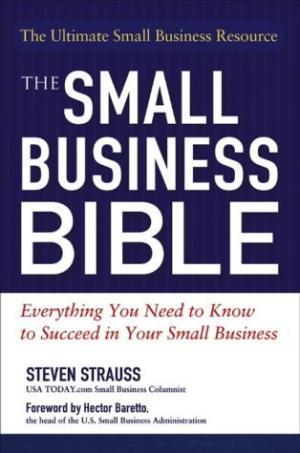 The Ultimate Small Business Resource
THE SMALL
BUSINESS
BIBLE
Everything You Need to Know
to Succeed in Your Small Business
STEVEN STRAUSS
USA TODAY.com Small Business Columnist
Foreword by Hector Baretto,
the head of the U.S. Small Business Administration